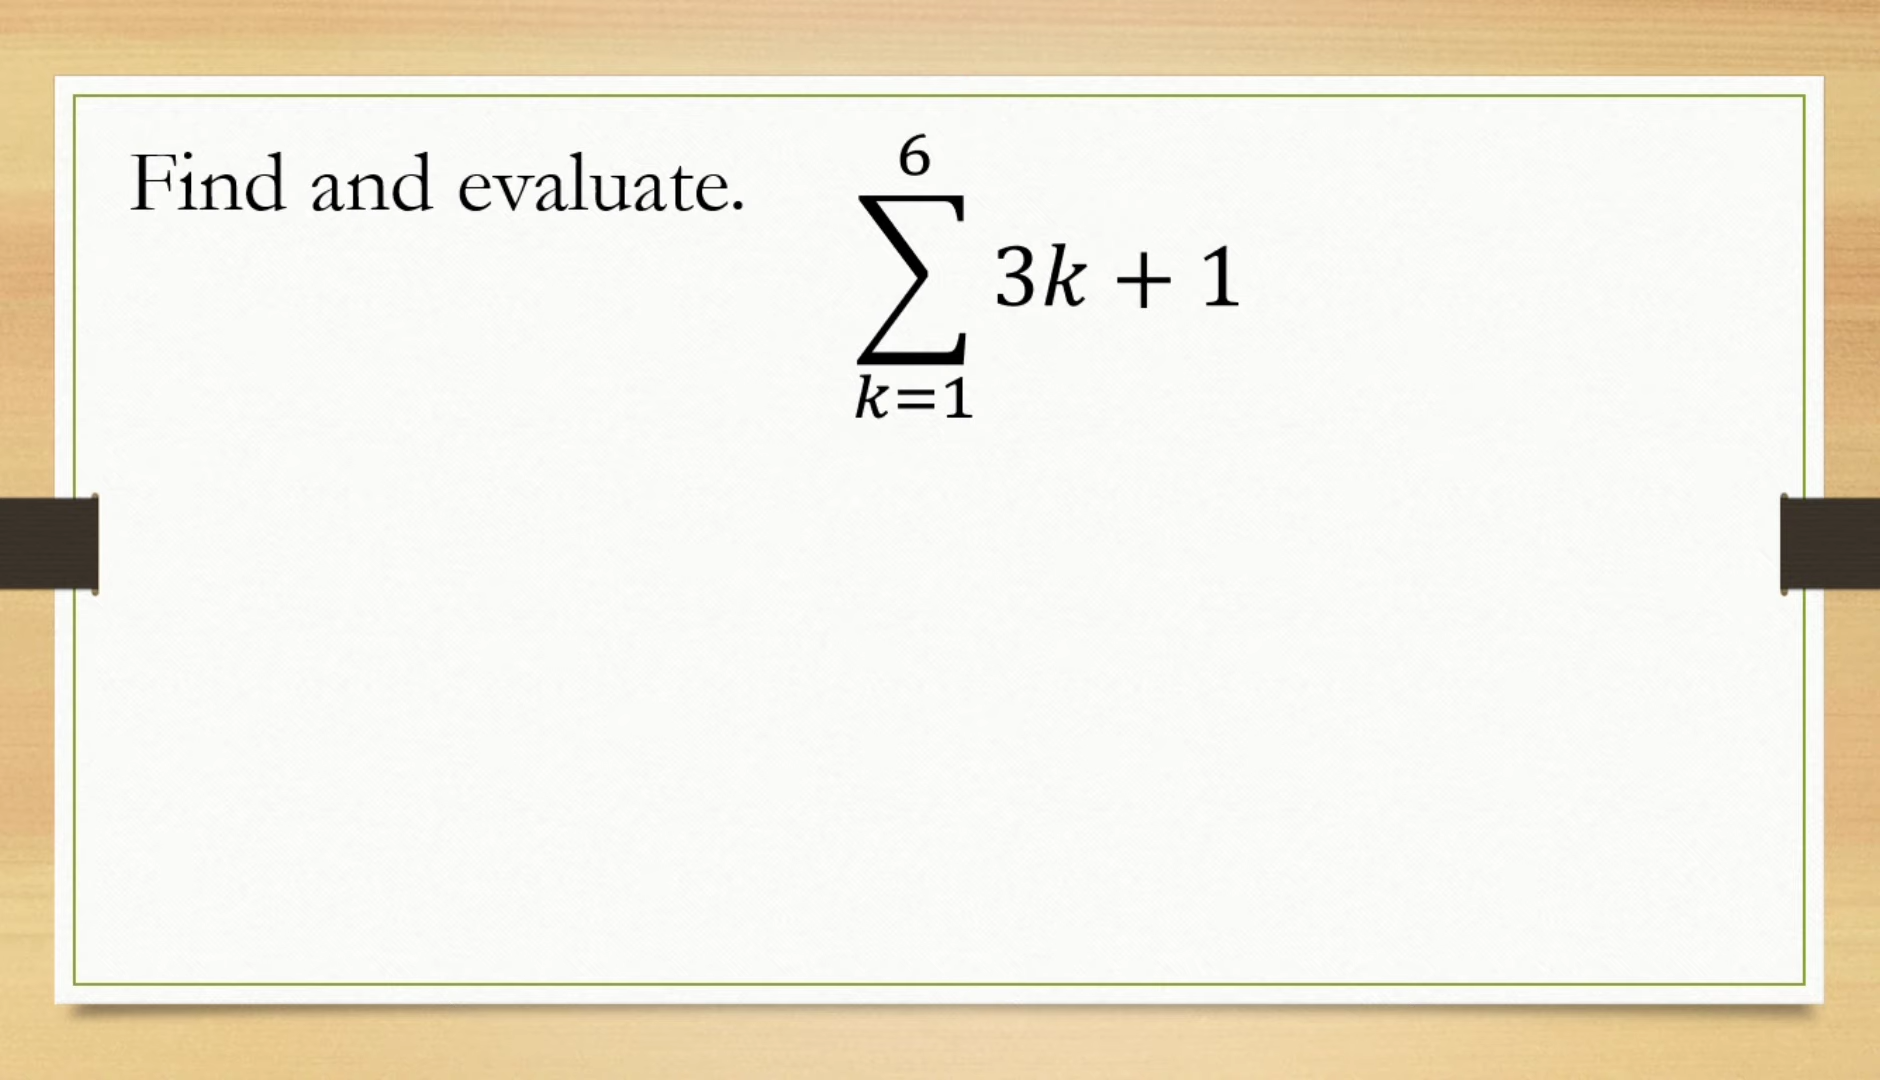 Find and evaluate.
6
∑ 3k + 1
k=1